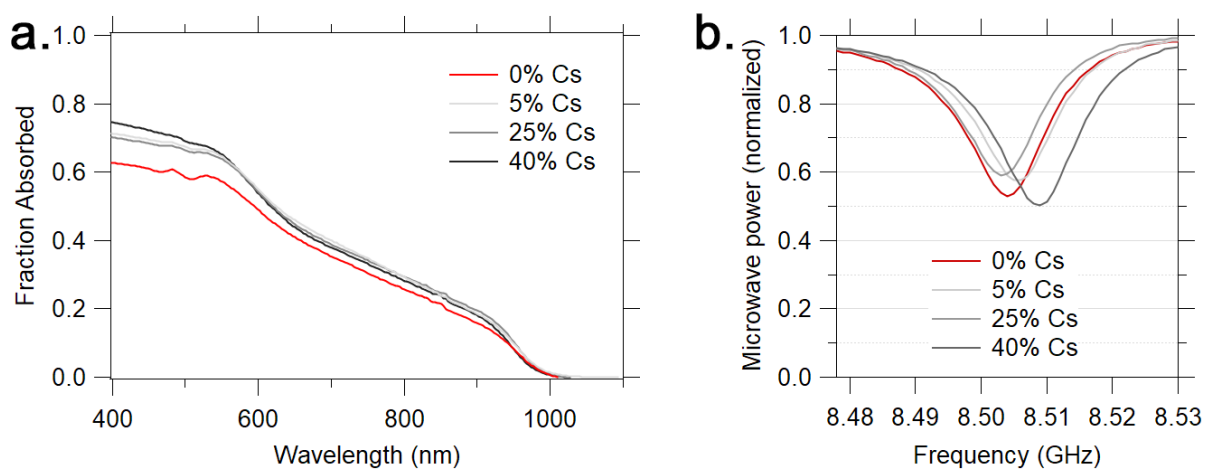 a.
1.0
0.8
0.6
0.4
0.2
0.0
Fraction Absorbed
0% Cs
5% Cs
25% Cs
40% Cs
400
600
800
1000
Wavelength (nm)
b.
1.0
0.8
0.6
0.4
0.2
0.0
Microwave power (normalized)
0% Cs
5% Cs
25% Cs
40% Cs
8.48
8.49
8.50
8.51
8.52
8.53
Frequency (GHz)